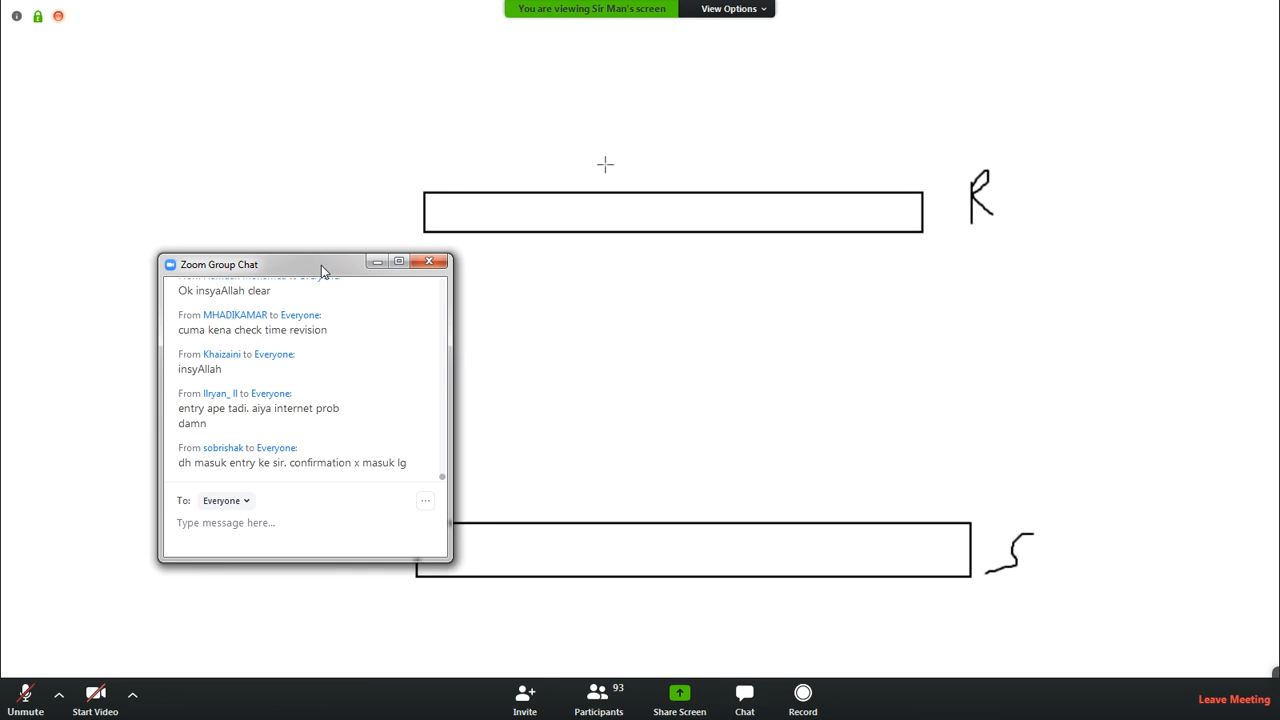 You are viewing Sir Man's screen
View Options
R
Zoom Group Chat
Ok insyaAllah clear
From MHADIKAMAR to Everyone:
cuma kena check time revision
From Khaizaini to Everyone:
insyAllah
From to Everyone:
entry ape tadi. aiya internet prob
damn
From sobrishak to Everyone:
dh masuk entry ke sir. confirmation x masuk lg
To: Everyone
Type message here...
S
Unmute
Start Video
Invite
93
Participants
Share Screen
Chat
Record
Leave Meeting